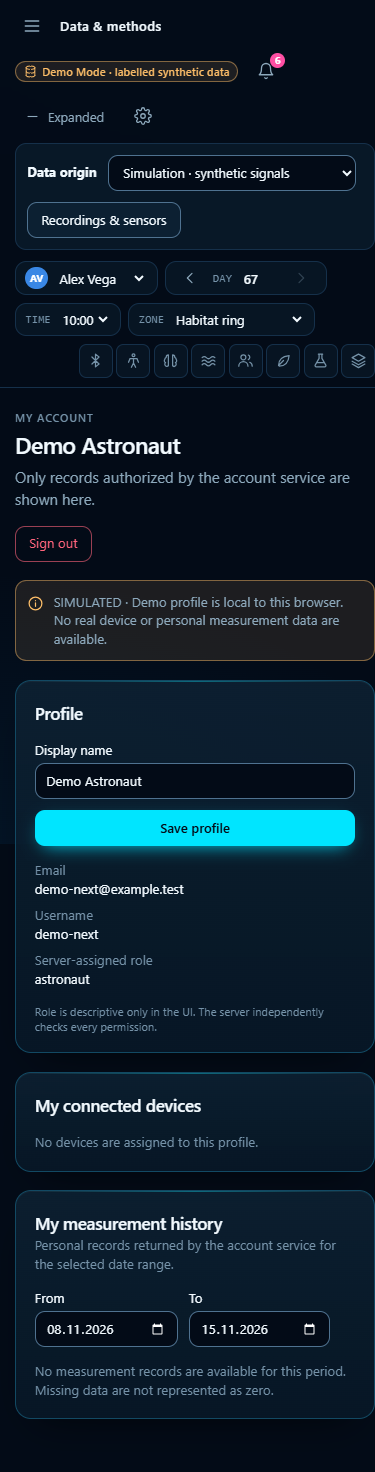 Data & methods
Demo Mode · labelled synthetic data
6
Expanded
Data origin
Simulation · synthetic signals
Recordings & sensors
AV
Alex Vega
DAY
67
TIME
10:00
ZONE
Habitat ring
MY ACCOUNT
Demo Astronaut
Only records authorized by the account service are
shown here.
Sign out
SIMULATED · Demo profile is local to this browser.
No real device or personal measurement data are
available.
Profile
Display name
Demo Astronaut
Save profile
Email
demo-next@example.test
Username
demo-next
Server-assigned role
astronaut
Role is descriptive only in the UI. The server independently
checks every permission.
My connected devices
No devices are assigned to this profile.
My measurement history
Personal records returned by the account service for
the selected date range.
From
To
08.11.2026
15.11.2026
No measurement records are available for this period.
Missing data are not represented as zero.